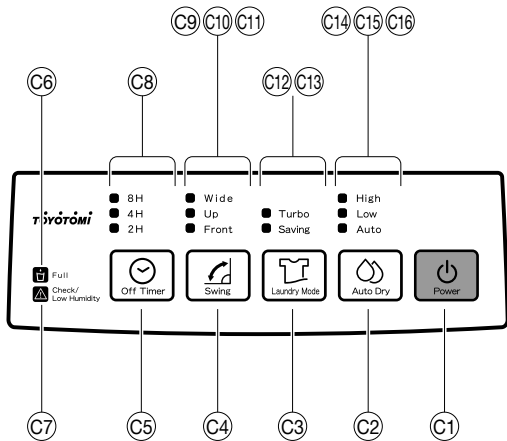 C9 C10 C11 C14 C15 C16
C6 C8 C12 C13
8H Wide High
4H Up Turbo Low
2H Front Saving Auto
TOYOTOMI
Full
Check/
Low Humidity
Off Timer Swing Laundry Mode Auto Dry Power
C7 C5 C4 C3 C2 C1